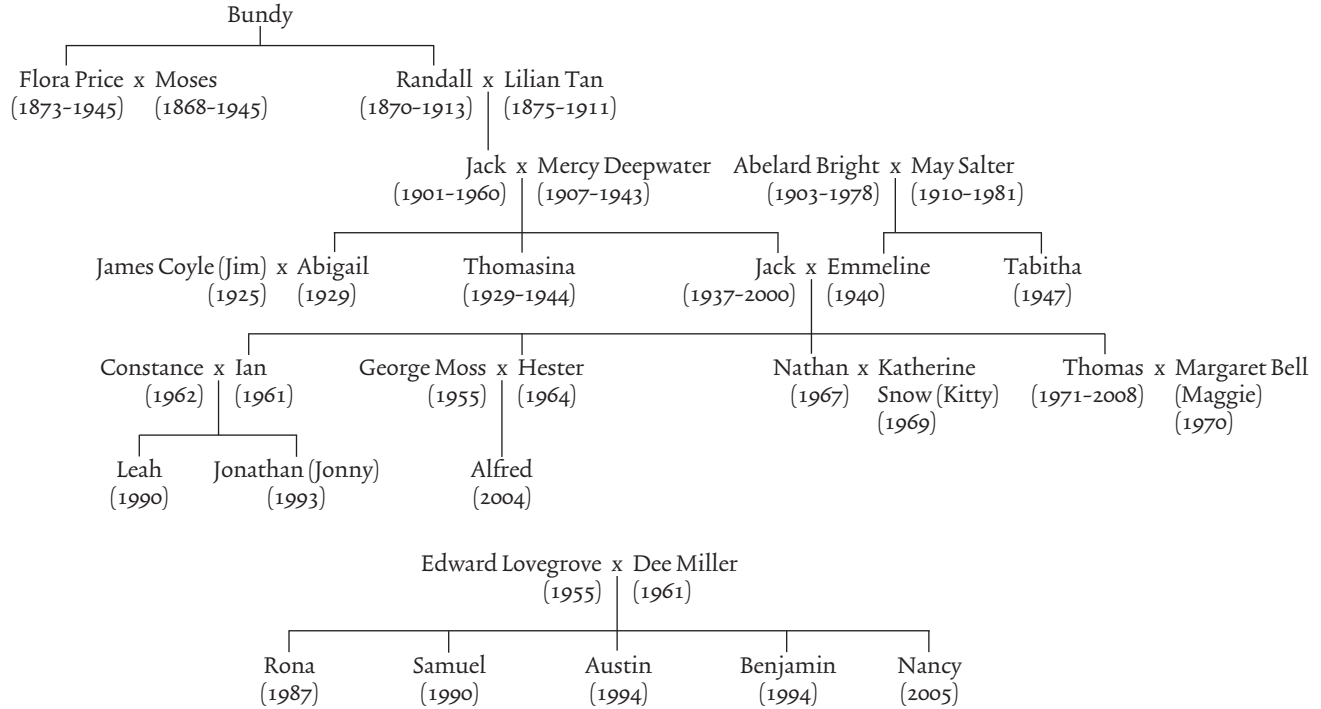 Bundy
Flora Price x Moses Randall x Lilian Tan
(1873-1945) (1868-1945) (1870-1913) (1875-1911)
Jack x Mercy Deepwater Abelard Bright x May Salter
(1901-1960) (1907-1943) (1903-1978) (1910-1981)
James Coyle (Jim) x Abigail Thomasina Jack x Emmeline Tabitha
(1925) (1929) (1929-1944) (1937-2000) (1940) (1947)
Constance x Ian George Moss x Hester Nathan x Katherine Thomas x Margaret Bell
(1962) (1961) (1955) (1964) (1967) Snow (Kitty) (1971-2008) (Maggie)
(1969) (1970)
Leah Jonathan (Jonny) Alfred
(1990) (1993) (2004)
Edward Lovegrove x Dee Miller
(1955) (1961)
Rona Samuel Austin Benjamin Nancy
(1987) (1990) (1994) (1994) (2005)